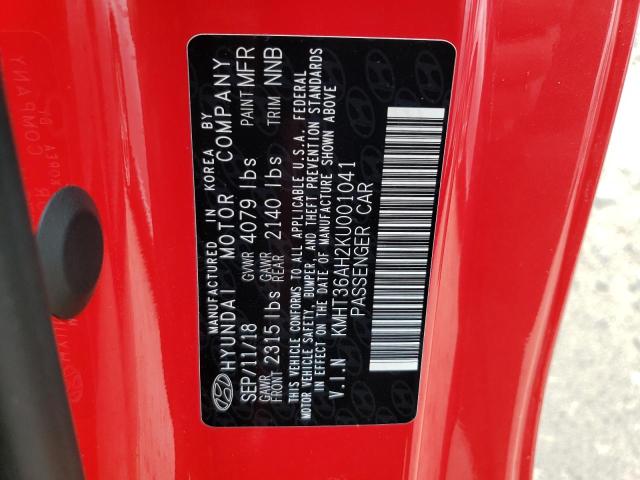 MANUFACTURED IN KOREA BY
HYUNDAI MOTOR COMPANY
SEP/11/18 GVWR 4079 lbs PAINT MFR
GAWR FRONT 2315 lbs GAWR REAR 2140 lbs TRIM NNB
THIS VEHICLE CONFORMS TO ALL APPLICABLE U.S.A. FEDERAL
MOTOR VEHICLE SAFETY, BUMPER, AND THEFT PREVENTION STANDARDS
IN EFFECT ON THE DATE OF MANUFACTURE SHOWN ABOVE
V.I.N KMHT36AH2KU001041
PASSENGER CAR